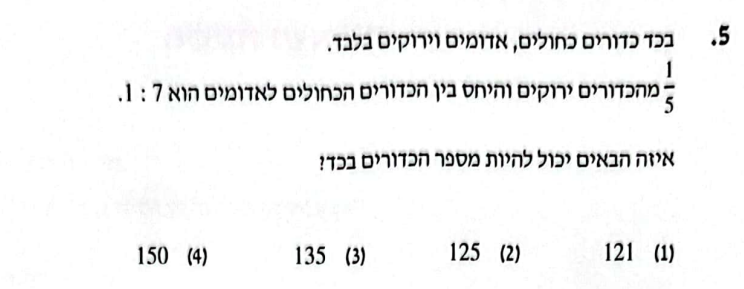 5. בכד כדורים כחולים, אדומים וירוקים בלבד.
1/5 מהכדורים ירוקים והיחס בין הכדורים הכחולים לאדומים הוא 7 : 1.
איזה הבאים יכול להיות מספר הכדורים בכד?
(1) 121 (2) 125 (3) 135 (4) 150